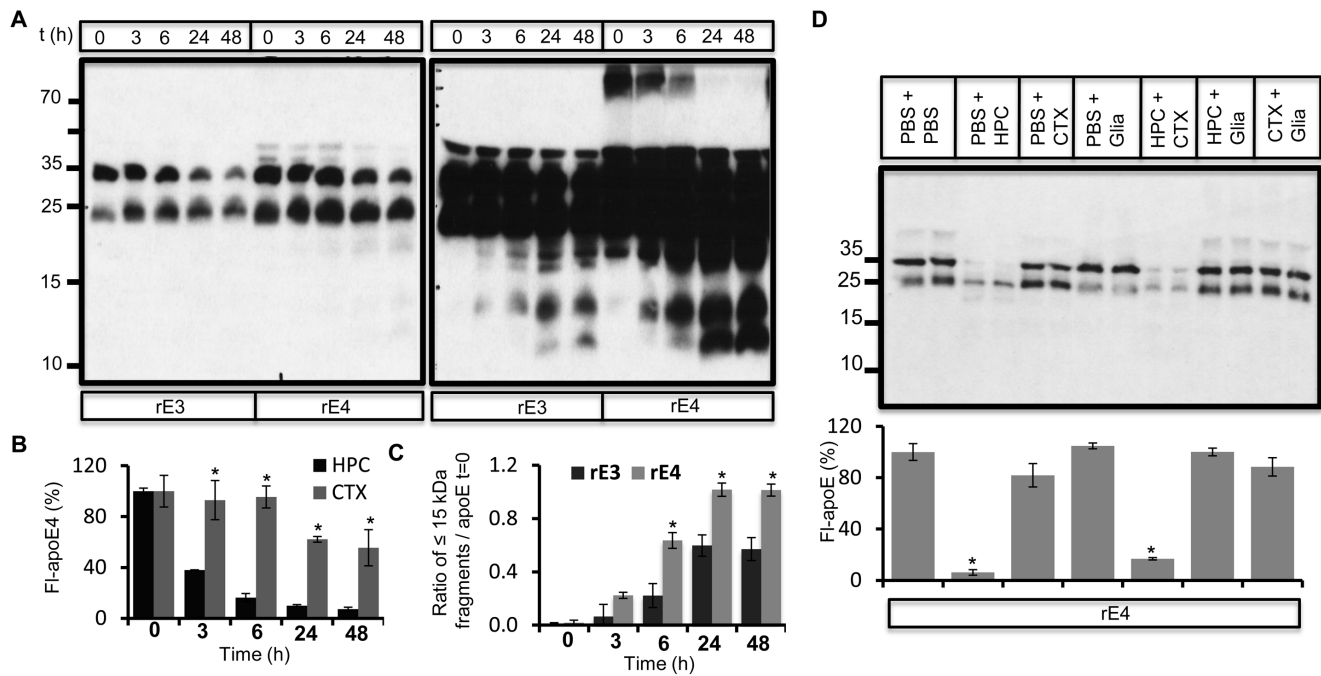 A
t (h)
0 3 6 24 48 0 3 6 24 48
0 3 6 24 48 0 3 6 24 48
70
35
25
15
10
rE3 rE4
rE3 rE4
B
120
80
40
0
Fl-apoE4 (%)
HPC
CTX
* * * *
0 3 6 24 48
Time (h)
C
1.2
0.9
0.6
0.3
0.0
Ratio of ≤ 15 kDa
fragments / apoE t=0
rE3 rE4
* * *
0 3 6 24 48
Time (h)
D
PBS +
PBS
PBS +
HPC
PBS +
CTX
PBS +
Glia
HPC +
CTX
HPC +
Glia
CTX +
Glia
35
25
15
10
120
80
40
0
Fl-apoE (%)
* *
rE4